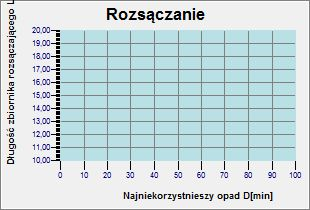 Rozsączanie
Długość zbiornika rozsączającego L
20,00
19,00
18,00
17,00
16,00
15,00
14,00
13,00
12,00
11,00
10,00
0 10 20 30 40 50 60 70 80 90 100
Najniekorzystnieszy opad D[min]